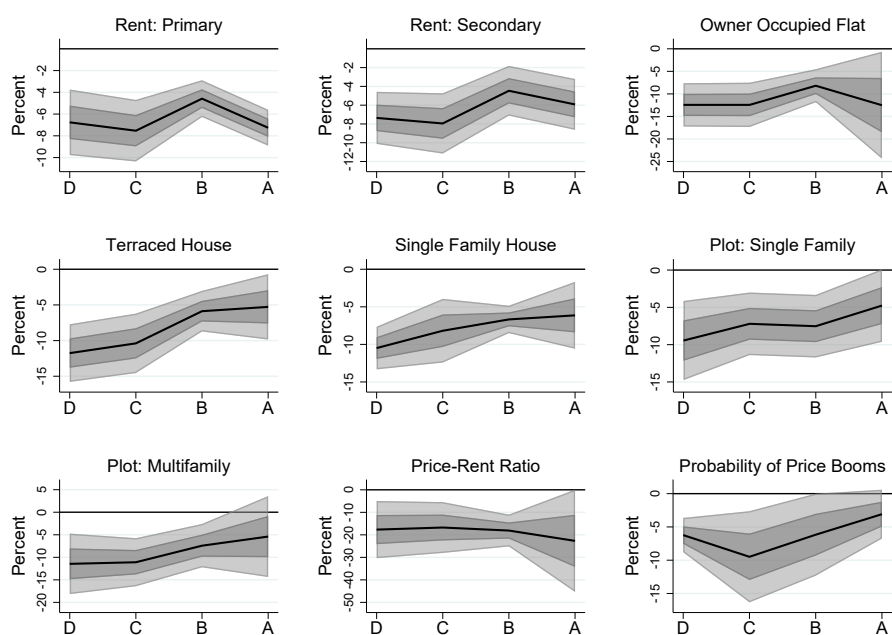 Rent: Primary
Percent
-2
-4
-6
-8
-10
D C B A
Rent: Secondary
Percent
-2
-4
-6
-8
-12-10
D C B A
Owner Occupied Flat
Percent
0
-5
-25 -20 -15 -10
D C B A
Terraced House
Percent
0
-5
-10
-15
D C B A
Single Family House
Percent
0
-5
-10
-15
D C B A
Plot: Single Family
Percent
0
-5
-10
-15
D C B A
Plot: Multifamily
Percent
5
0
-5
-20 -15 -10
D C B A
Price-Rent Ratio
Percent
0
-50 -40 -30 -20 -10
D C B A
Probability of Price Booms
Percent
0
-5
-10
-15
D C B A